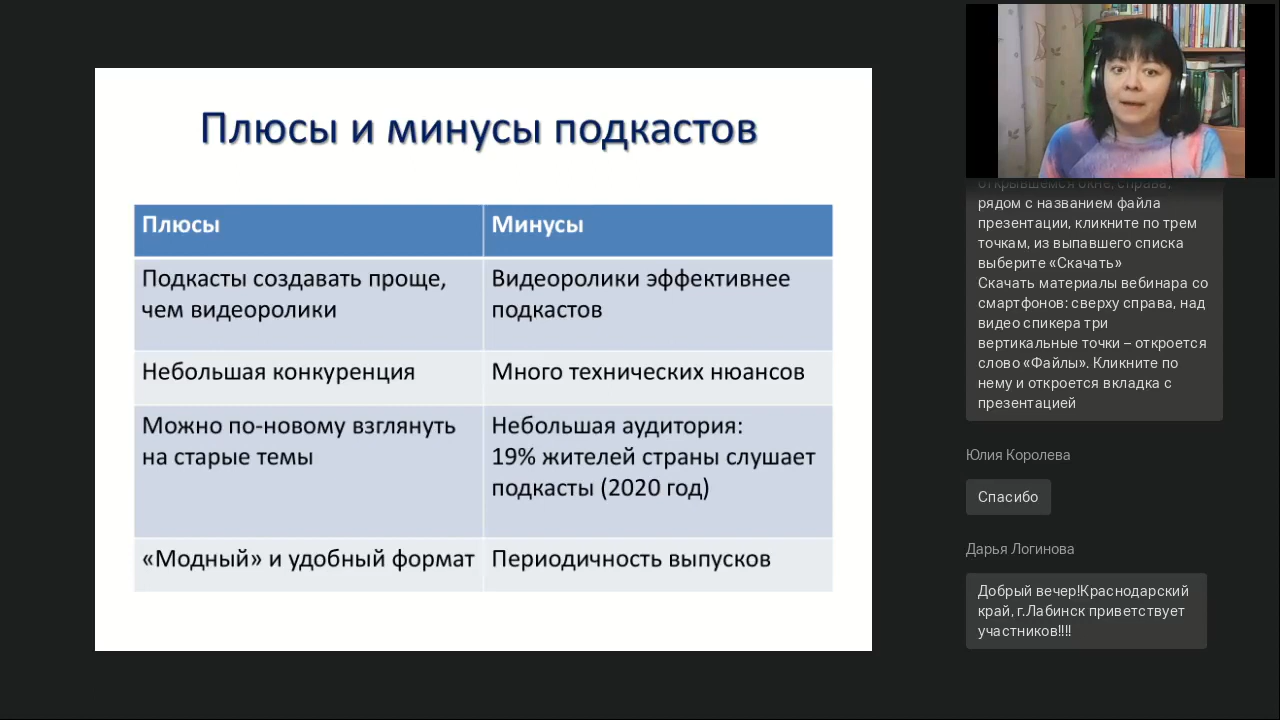 Плюсы и минусы подкастов
Плюсы
Минусы
Подкасты создавать проще,
чем видеоролики
Видеоролики эффективнее
подкастов
Небольшая конкуренция
Много технических нюансов
Можно по-новому взглянуть
на старые темы
Небольшая аудитория:
19% жителей страны слушает
подкасты (2020 год)
«Модный» и удобный формат
Периодичность выпусков
открывшемся окне, справа,
рядом с названием файла
презентации, кликните по трем
точкам, из выпавшего списка
выберите «Скачать»
Скачать материалы вебинара со
смартфонов: сверху справа, над
видео спикера три
вертикальные точки – откроется
слово «Файлы». Кликните по
нему и откроется вкладка с
презентацией
Юлия Королева
Спасибо
Дарья Логинова
Добрый вечер!Краснодарский
край, г.Лабинск приветствует
участников!!!!